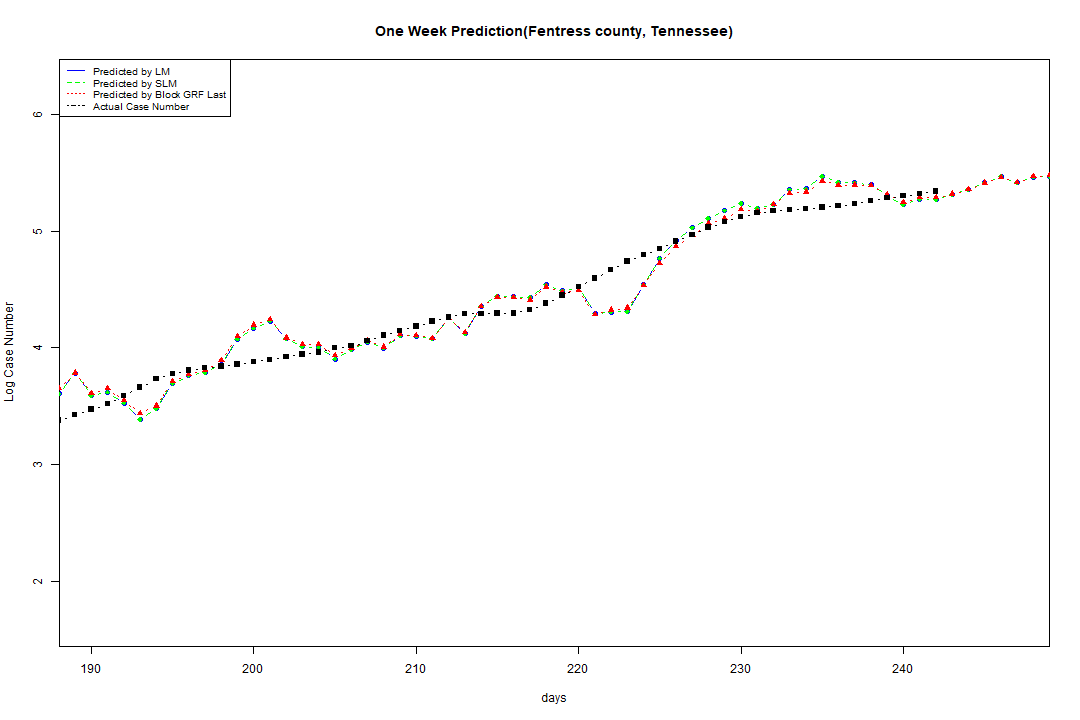 One Week Prediction(Fentress county, Tennessee)
Predicted by LM
Predicted by SLM
Predicted by Block GRF Last
Actual Case Number
Log Case Number
6
5
4
3
2
190 200 210 220 230 240
days